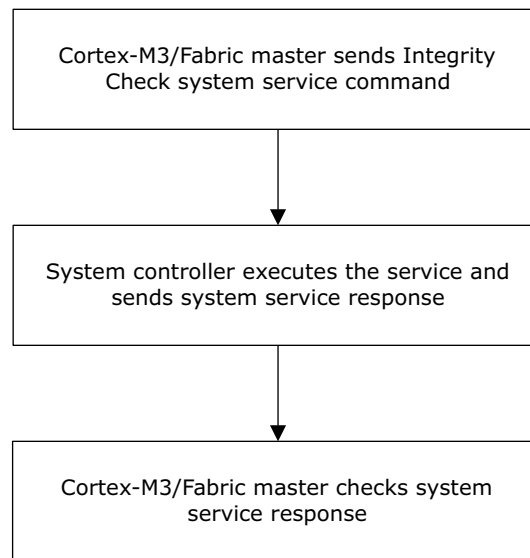 Cortex-M3/Fabric master sends Integrity
Check system service command
System controller executes the service and
sends system service response
Cortex-M3/Fabric master checks system
service response